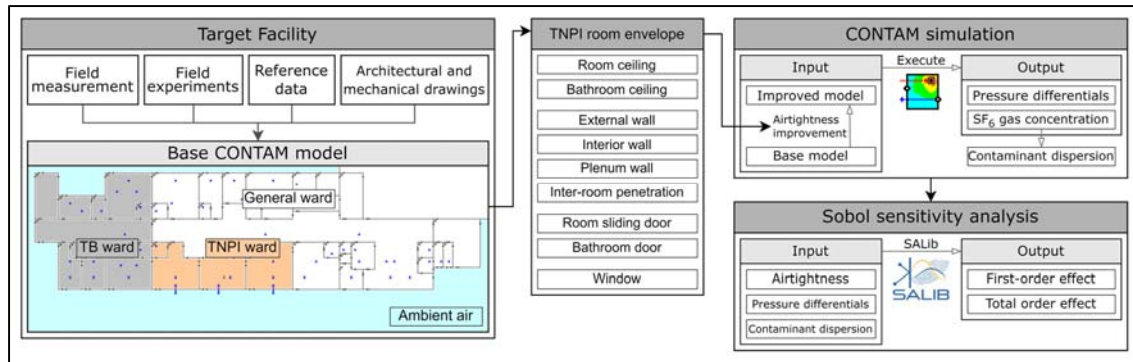 Target Facility
Field
measurement
Field
experiments
Reference
data
Architectural and
mechanical drawings
Base CONTAM model
General ward
TB ward
TNPI ward
Ambient air
TNPI room envelope
Room ceiling
Bathroom ceiling
External wall
Interior wall
Plenum wall
Inter-room penetration
Room sliding door
Bathroom door
Window
CONTAM simulation
Input
Execute
Output
Improved model
Airtightness
improvement
Base model
Pressure differentials
SF₆ gas concentration
Contaminant dispersion
Sobol sensitivity analysis
Input
SALib
Output
Airtightness
Pressure differentials
Contaminant dispersion
SALIB
First-order effect
Total order effect